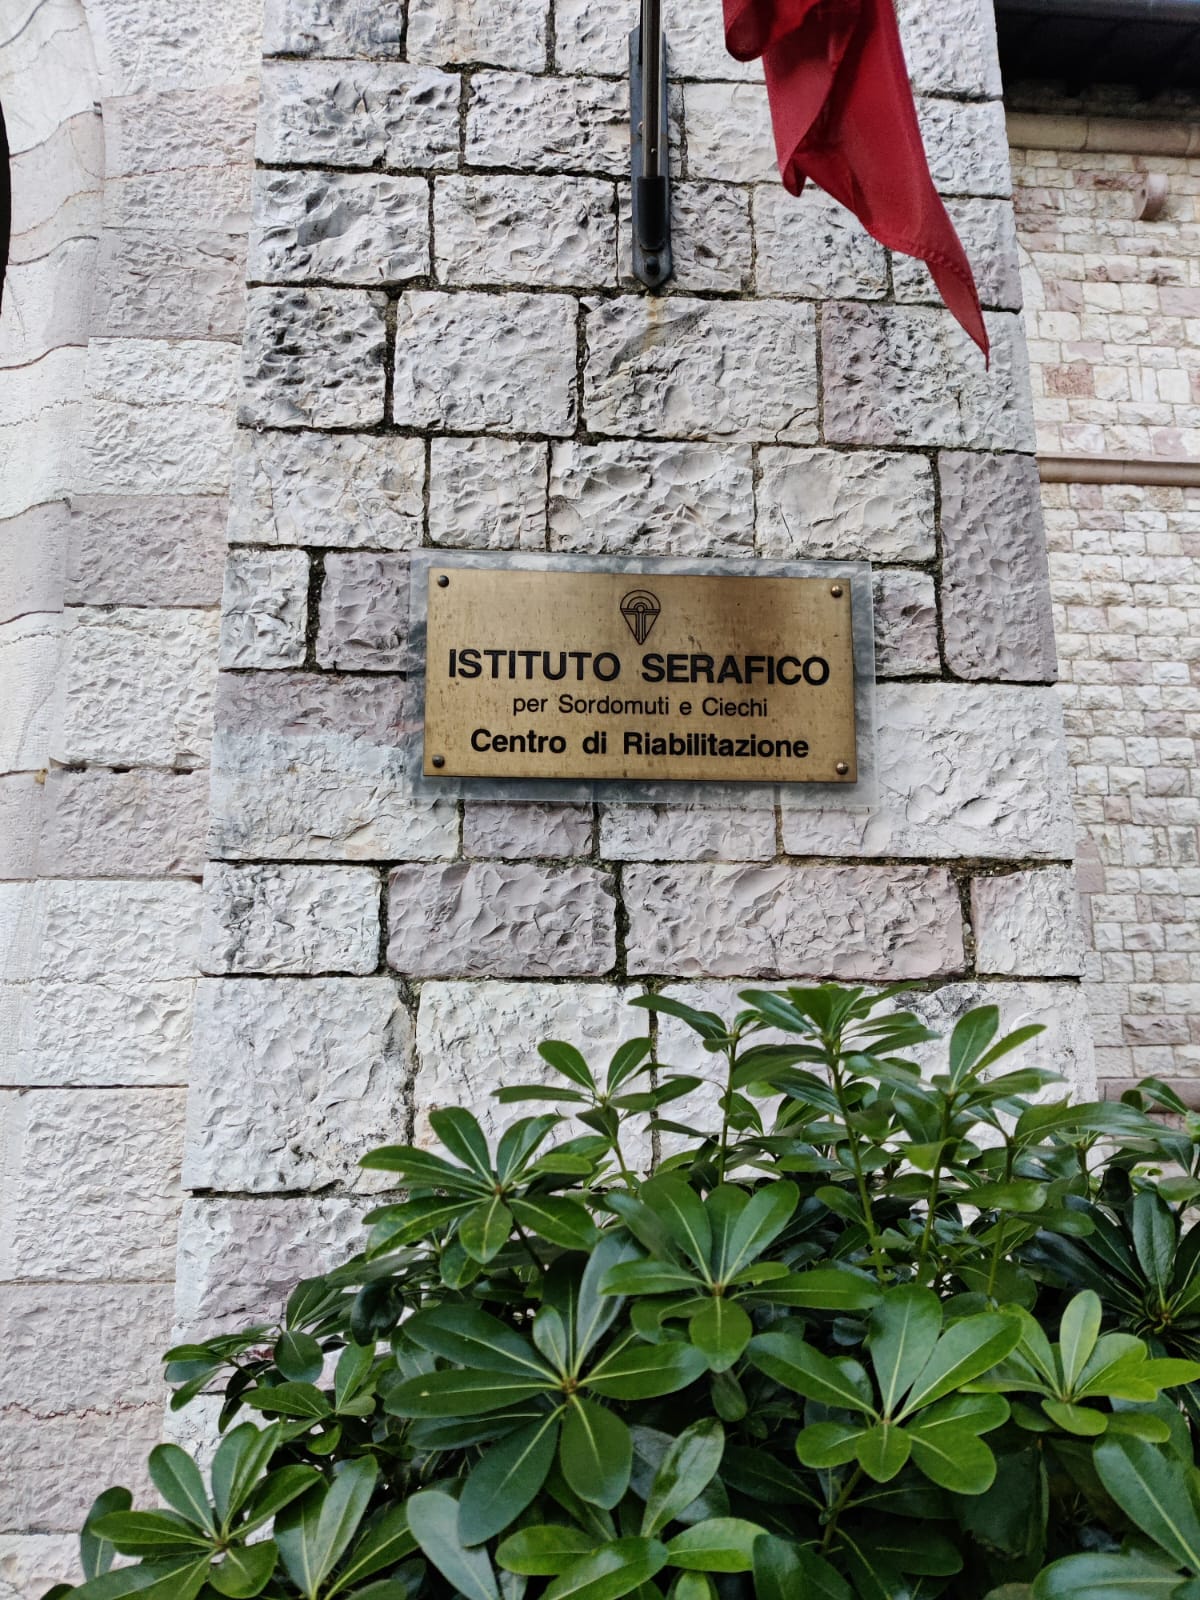 ISTITUTO SERAFICO
per Sordomuti e Ciechi
Centro di Riabilitazione